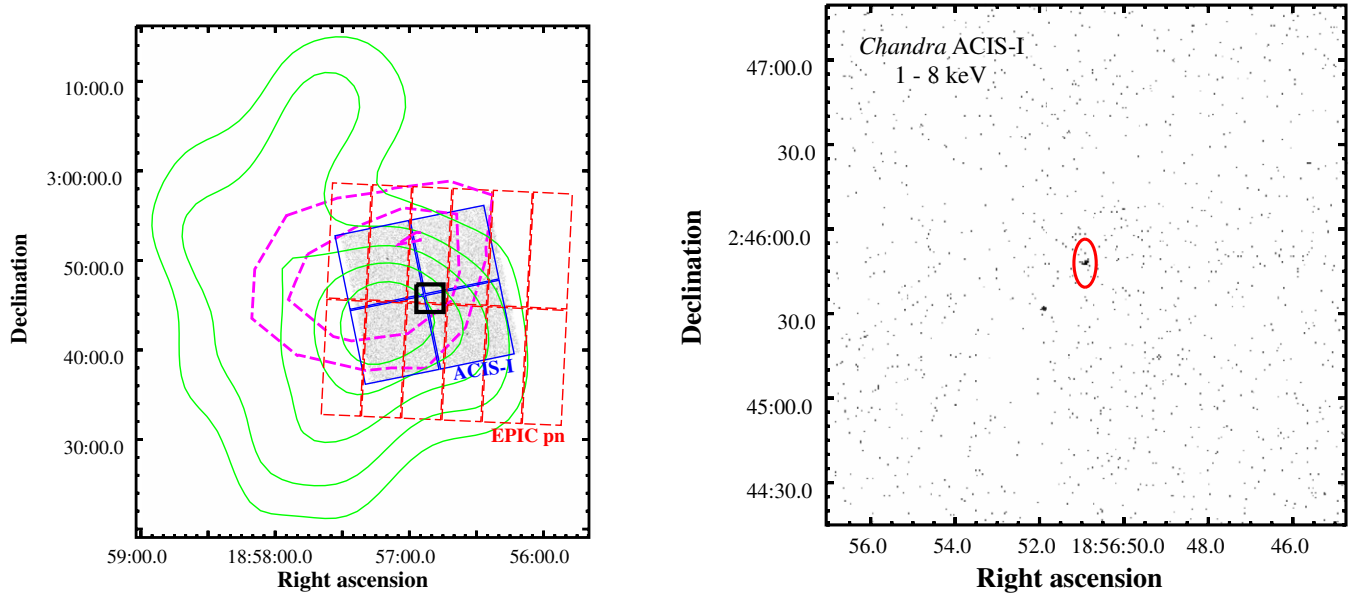 10:00.0
3:00:00.0
50:00.0
40:00.0
30:00.0
Declination
ACIS-I
EPIC pn
59:00.0 18:58:00.0 57:00.0 56:00.0
Right ascension
Chandra ACIS-I
1 - 8 keV
47:00.0
30.0
2:46:00.0
30.0
45:00.0
44:30.0
Declination
56.0 54.0 52.0 18:56:50.0 48.0 46.0
Right ascension